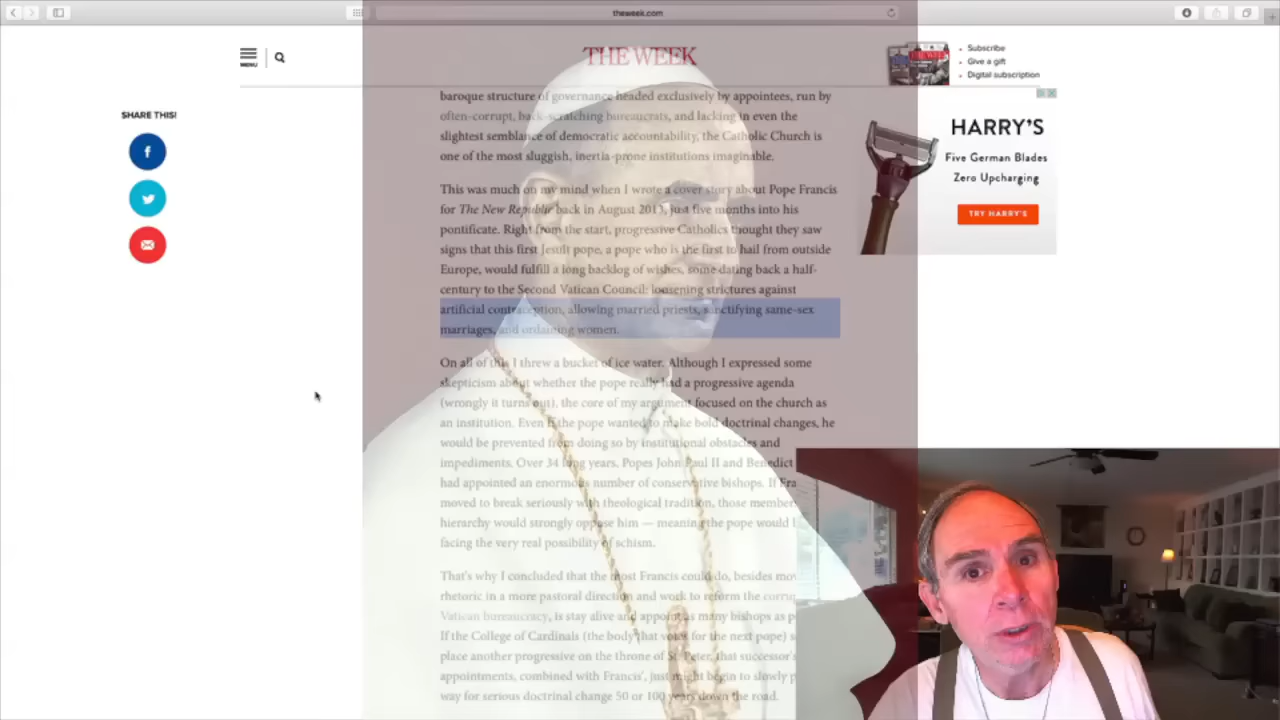 theweek.com
MENU
THE WEEK
Subscribe
Give a gift
Digital subscription
SHARE THIS!
baroque structure of governance headed exclusively by appointees, run by
often-corrupt, back-scratching bureaucrats, and lacking in even the
slightest semblance of democratic accountability, the Catholic Church is
one of the most sluggish, inertia-prone institutions imaginable.
This was much on my mind when I wrote a cover story about Pope Francis
for The New Republic back in August 2013, just five months into his
pontificate. Right from the start, progressive Catholics thought they saw
signs that this first Jesuit pope, a pope who is the first to hail from outside
Europe, would fulfill a long backlog of wishes, some dating back a half-
century to the Second Vatican Council: loosening strictures against
artificial contraception, allowing married priests, sanctifying same-sex
marriages, and ordaining women.
On all of this I threw a bucket of ice water. Although I expressed some
skepticism about whether the pope really had a progressive agenda
(wrongly it turns out), the core of my argument focused on the church as
an institution. Even if the pope wanted to make bold doctrinal changes, he
would be prevented from doing so by institutional obstacles and
impediments. Over 34 long years, Popes John Paul II and Benedict
had appointed an enormous number of conservative bishops. If Fra
moved to break seriously with theological tradition, those member
hierarchy would strongly oppose him — meaning the pope would
facing the very real possibility of schism.
That's why I concluded that the most Francis could do, besides mov
rhetoric in a more pastoral direction and work to reform the corru
Vatican bureaucracy, is stay alive and appoint as many bishops as p
If the College of Cardinals (the body that votes for the next pope) s
place another progressive on the throne of St. Peter, that successor's
appointments, combined with Francis', just might begin to slowly p
way for serious doctrinal change 50 or 100 years down the road.
HARRY'S
Five German Blades
Zero Upcharging
TRY HARRY'S